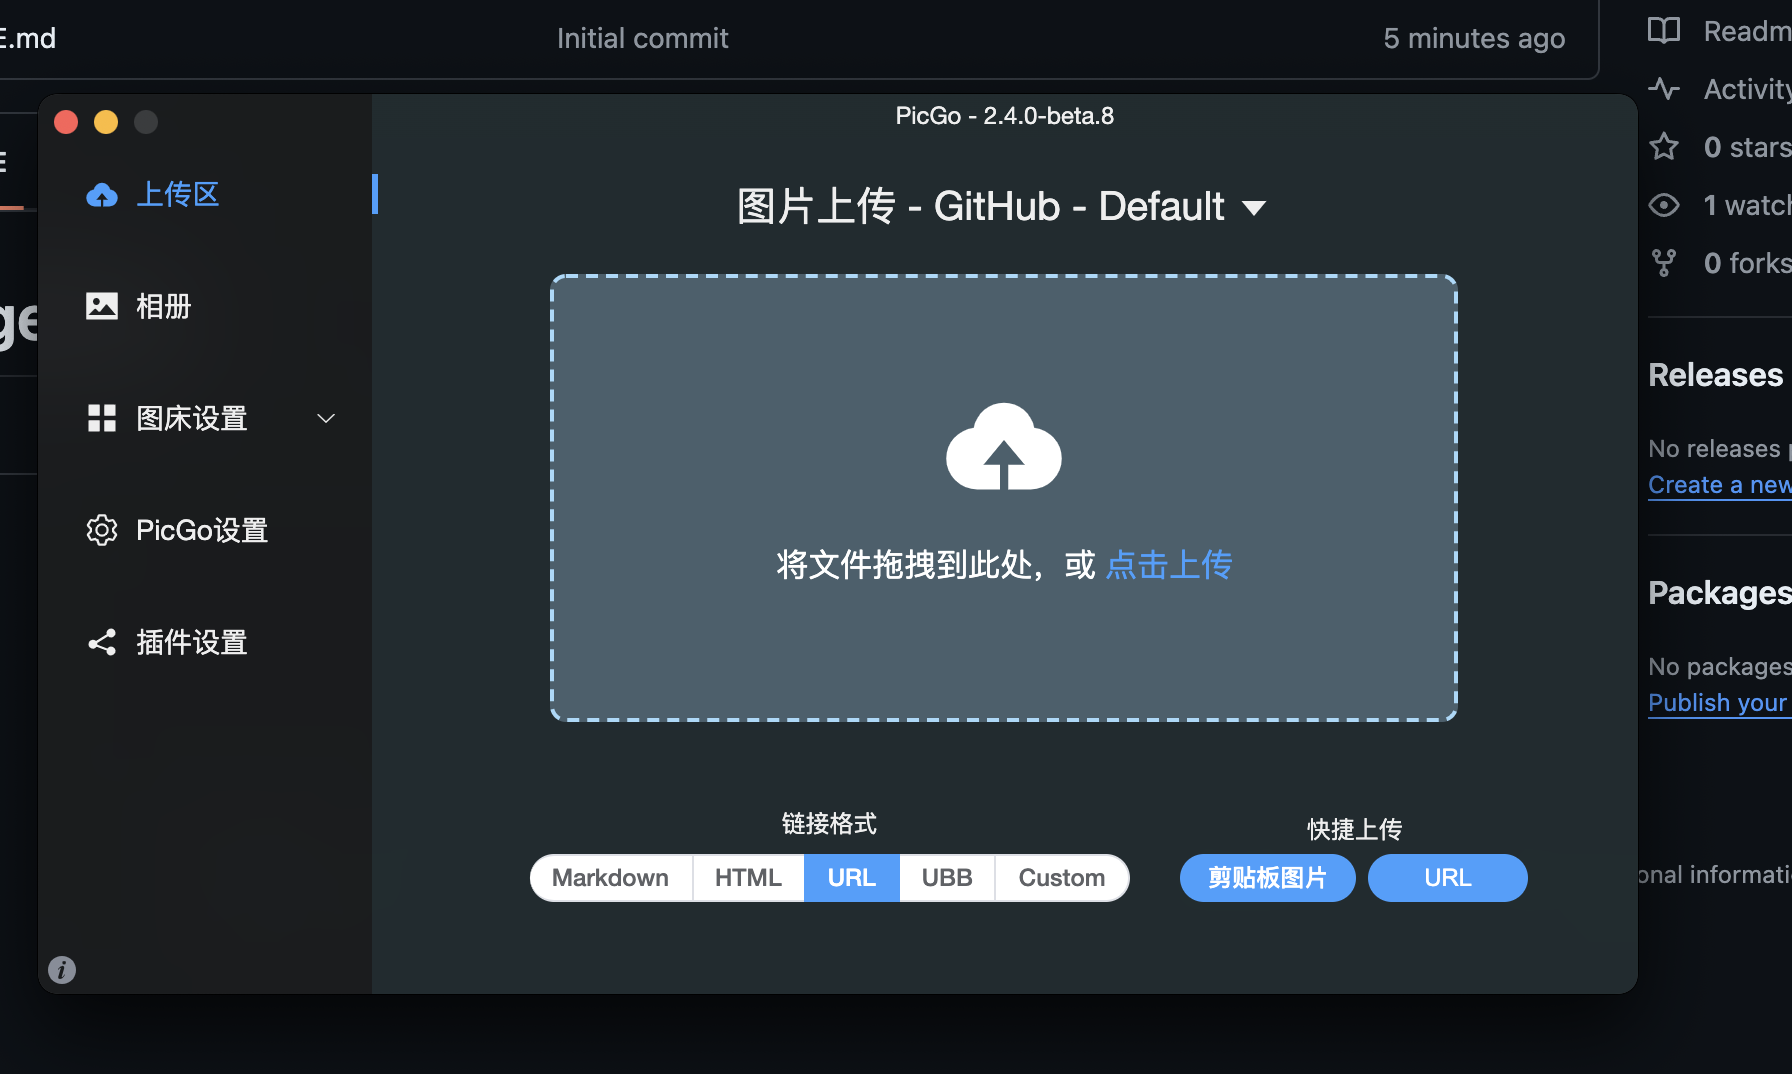 E.md
Initial commit
5 minutes ago
Readm
Activity
0 stars
1 watch
0 forks
Releases
No releases p
Create a new
Packages
No packages
Publish your
onal informati
E
ge
PicGo - 2.4.0-beta.8
上传区
相册
图床设置
PicGo设置
插件设置
图片上传 - GitHub - Default
将文件拖拽到此处，或 点击上传
链接格式
Markdown
HTML
URL
UBB
Custom
快捷上传
剪贴板图片
URL
i